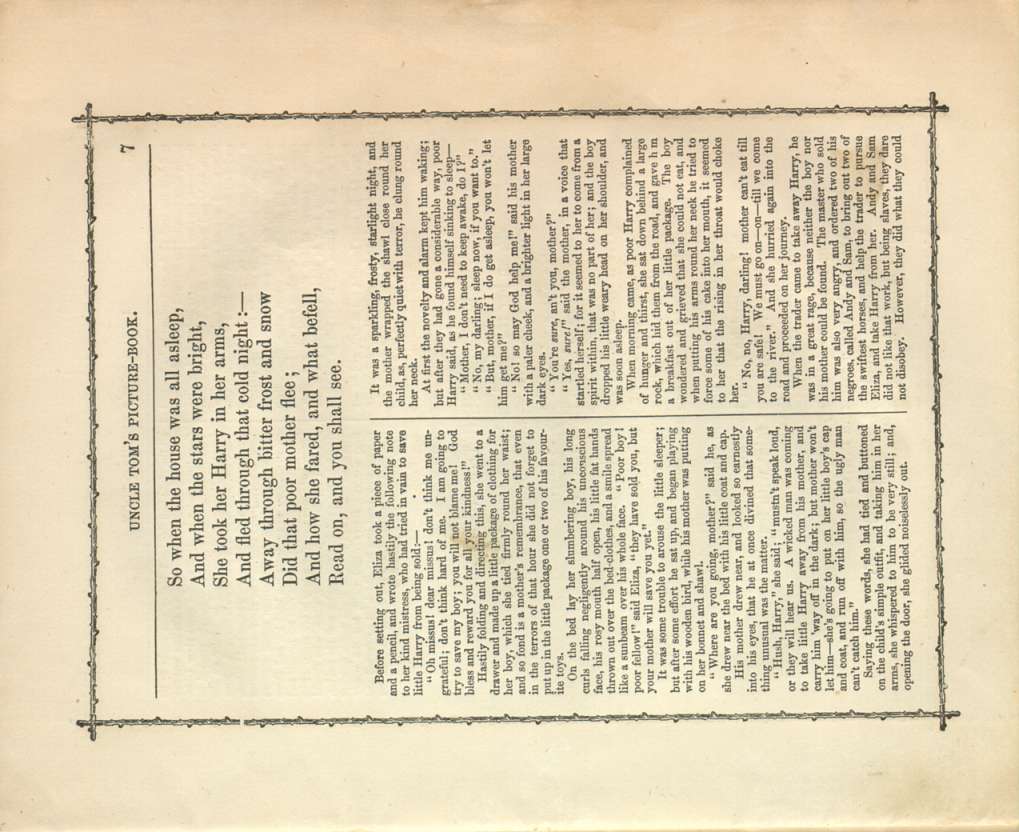 UNCLE TOM'S PICTURE-BOOK. 7
So when the house was all asleep,
And when the stars were bright,
She took her Harry in her arms,
And fled through that cold night:—
Away through bitter frost and snow
Did that poor mother flee;
And how she fared, and what befell,
Read on, and you shall see.
Before setting out, Eliza took a piece of paper
and a pencil, and wrote hastily the following note
to her kind mistress, who had tried in vain to save
little Harry from being sold:—
"Oh missus! dear missus! don't think me un-
grateful; don't think hard of me. I am going to
try to save my boy; you will not blame me! God
bless and reward you for all your kindness!"
Hastily folding and directing this, she went to a
drawer and made up a little package of clothing for
her boy, which she tied firmly round her waist;
and so fond is a mother's remembrance, that even
in the terrors of that hour she did not forget to
put up in the little package one or two of his favour-
ite toys.
On the bed lay her slumbering boy, his long
curls falling negligently around his unconscious
face, his rosy mouth half open, his little fat hands
thrown out over the bed-clothes, and a smile spread
like a sunbeam over his whole face. "Poor boy!
poor fellow!" said Eliza, "they have sold you, but
your mother will save you yet."
It was some trouble to arouse the little sleeper;
but after some effort he sat up, and began playing
with his wooden bird, while his mother was putting
on her bonnet and shawl.
"Where are you going, mother?" said he, as
she drew near the bed with his little coat and cap.
His mother drew near, and looked so earnestly
into his eyes, that he at once divined that some-
thing unusual was the matter.
"Hush, Harry," she said; "mustn't speak loud,
or they will hear us. A wicked man was coming
to take little Harry away from his mother, and
carry him 'way off in the dark; but mother won't
let him—she's going to put on her little boy's cap
and coat, and run off with him, so the ugly man
can't catch him."
Saying these words, she had tied and buttoned
on the child's simple outfit, and taking him in her
arms, she whispered to him to be very still; and,
opening the door, she glided noiselessly out.
It was a sparking, frosty, starlight night, and
the mother wrapped the shawl close round her
child, as, perfectly quiet with terror, he clung round
her neck.
At first the novelty and alarm kept him waking;
but after they had gone a considerable way, poor
Harry said, as he found himself sinking to sleep—
"Mother, I don't need to keep awake, do I?"
"No, my darling; sleep now, if you want to."
"But, mother, if I do get asleep, you won't let
him get me?"
"No! so may God help me!" said his mother
with a paler cheek, and a brighter light in her large
dark eyes.
"You're sure, an't you, mother?"
"Yes, sure!" said the mother, in a voice that
startled herself; for it seemed to her to come from a
spirit within, that was no part of her; and the boy
dropped his little weary head on her shoulder, and
was soon asleep.
When morning came, as poor Harry complained
of hunger and thirst, she sat down behind a large
rock, which hid them from the road, and gave h m
a breakfast out of her little package. The boy
wondered and grieved that she could not eat, and
when putting his arms round her neck he tried to
force some of his cake into her mouth, it seemed
to her that the rising in her throat would choke
her.
"No, no, Harry, darling! mother can't eat till
you are safe! We must go on—on—till we come
to the river." And she hurried again into the
road and proceeded on her journey.
When the trader came to take away Harry, he
was in a great rage, because neither the boy nor
his mother could be found. The master who sold
him was also very angry, and ordered two of his
negroes, called Andy and Sam, to bring out two of
the swiftest horses, and help the trader to pursue
Eliza, and take Harry from her. Andy and Sam
did not like that work, but being slaves, they dare
not disobey. However, they did what they could